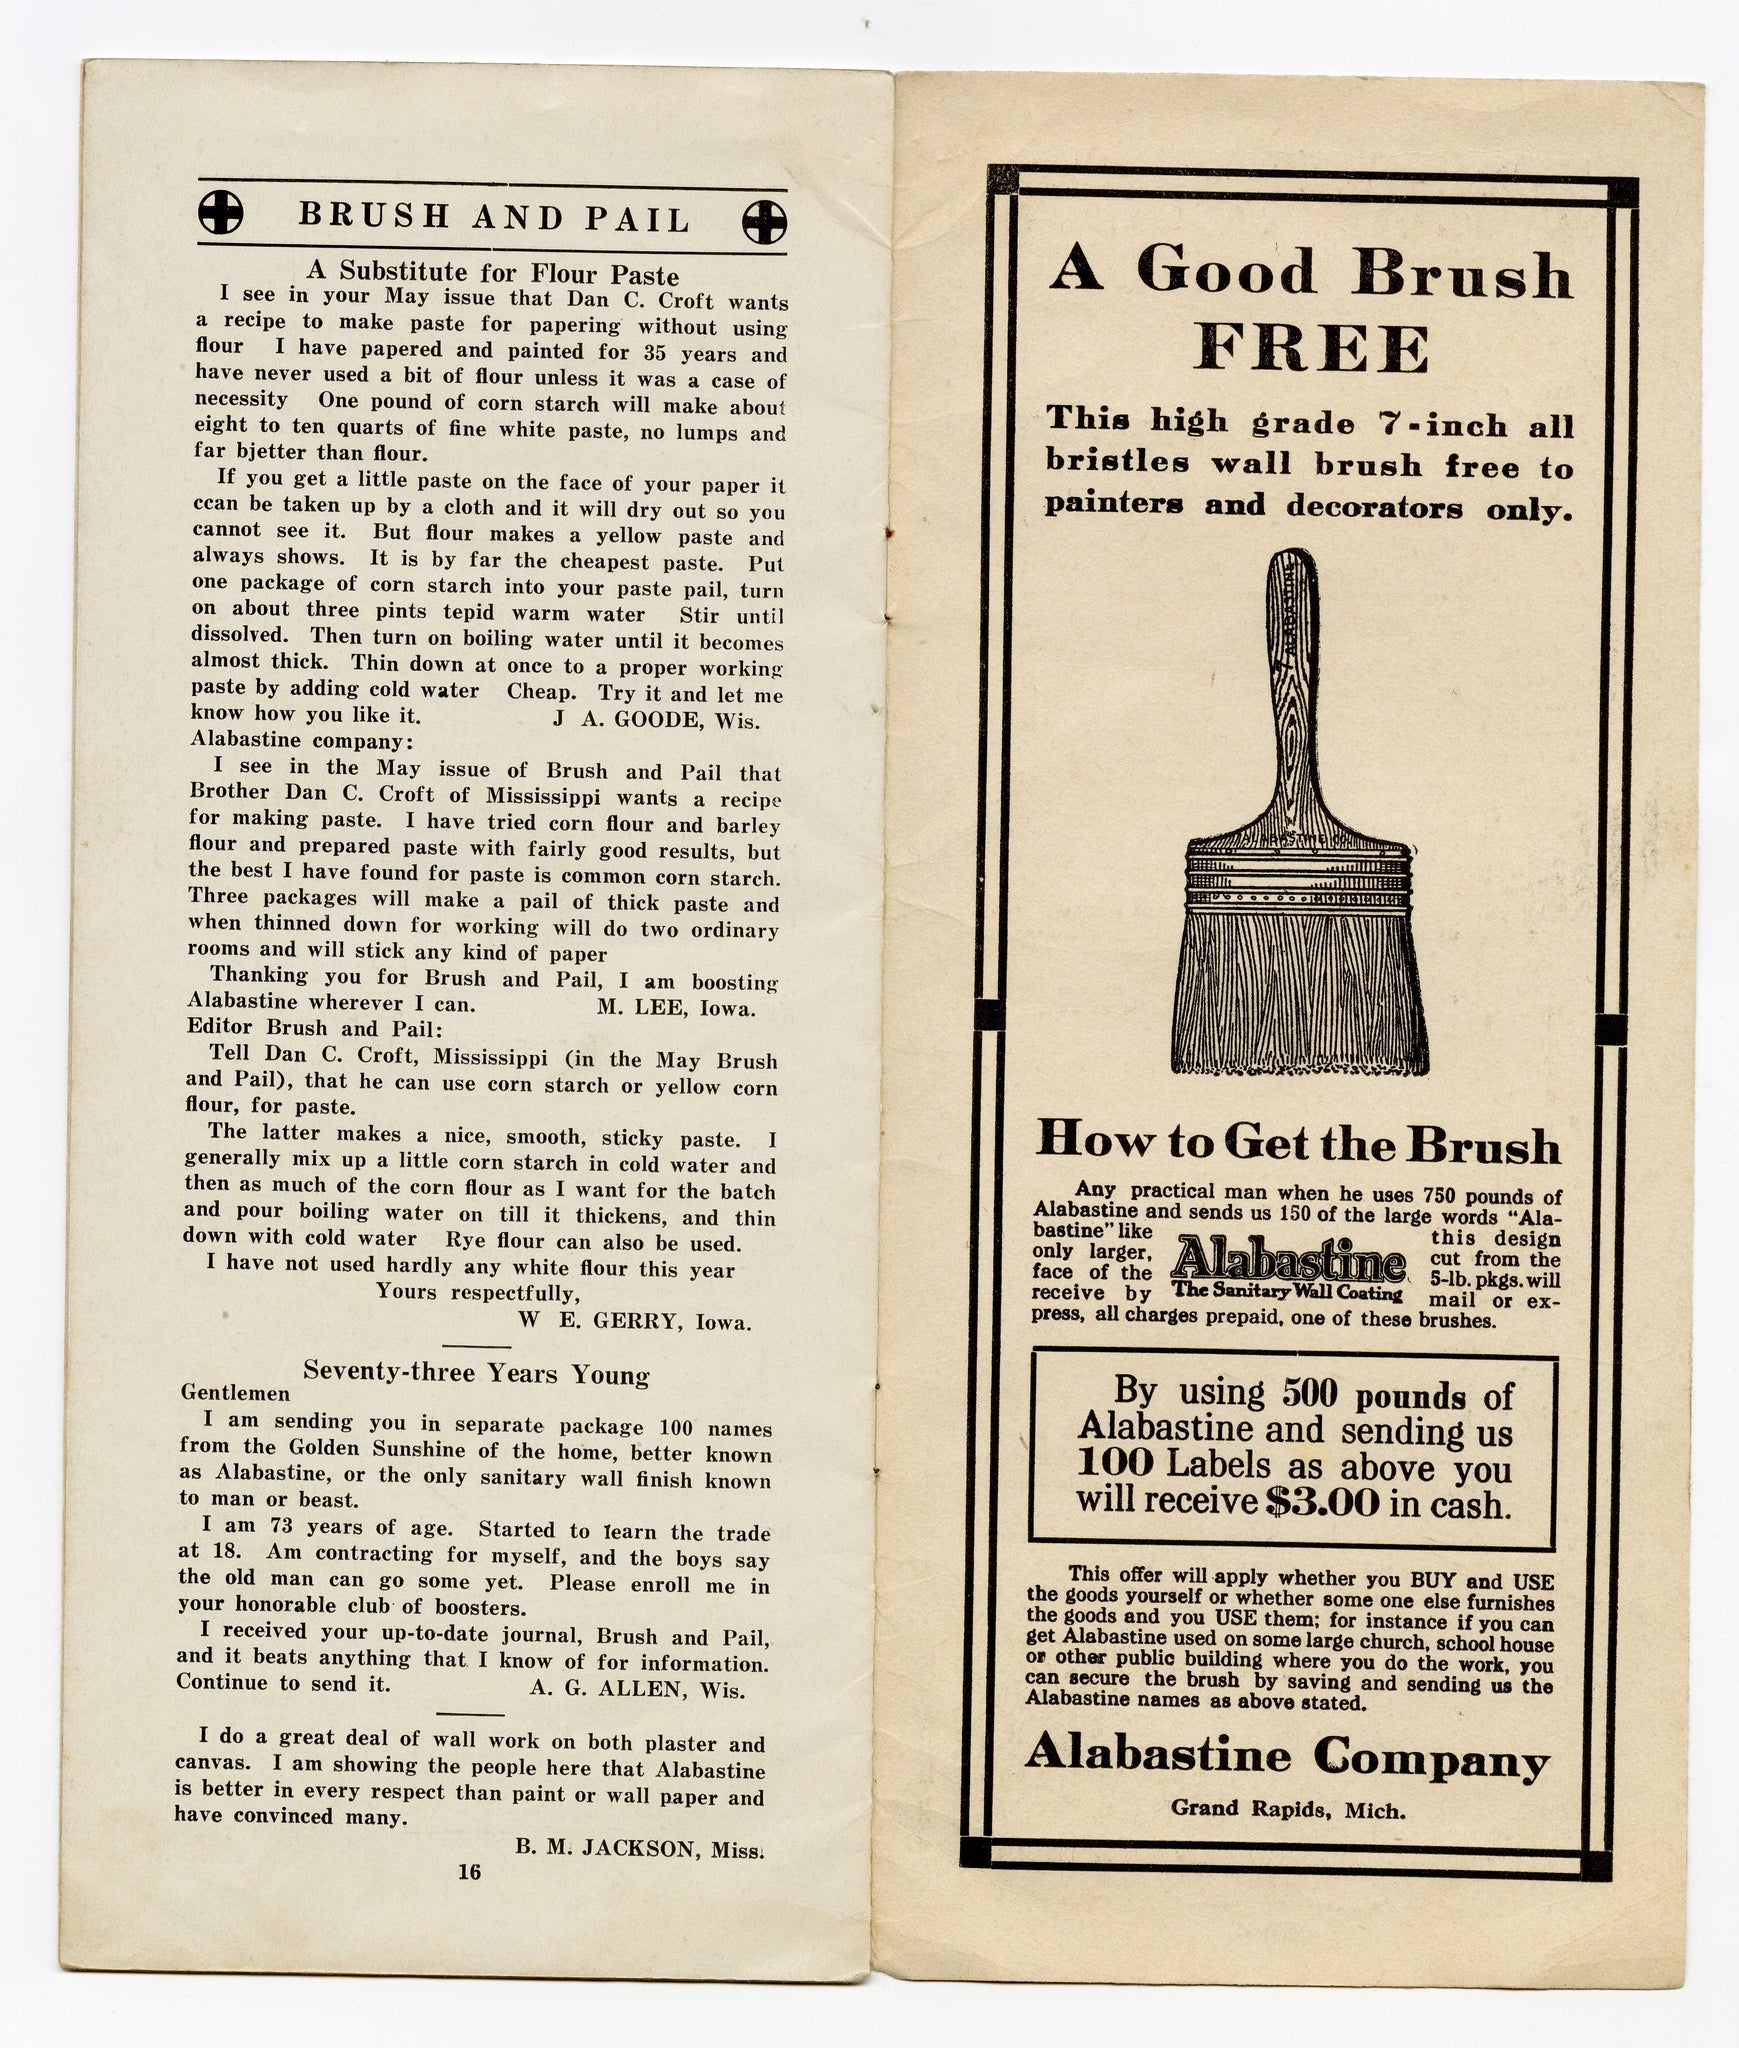 BRUSH AND PAIL
A Substitute for Flour Paste
I see in your May issue that Dan C. Croft wants
a recipe to make paste for papering without using
flour I have papered and painted for 35 years and
have never used a bit of flour unless it was a case of
necessity One pound of corn starch will make about
eight to ten quarts of fine white paste, no lumps and
far bjetter than flour.
If you get a little paste on the face of your paper it
ccan be taken up by a cloth and it will dry out so you
cannot see it. But flour makes a yellow paste and
always shows. It is by far the cheapest paste. Put
one package of corn starch into your paste pail, turn
on about three pints tepid warm water Stir until
dissolved. Then turn on boiling water until it becomes
almost thick. Thin down at once to a proper working
paste by adding cold water Cheap. Try it and let me
know how you like it. J A. GOODE, Wis.
Alabastine company:
I see in the May issue of Brush and Pail that
Brother Dan C. Croft of Mississippi wants a recipe
for making paste. I have tried corn flour and barley
flour and prepared paste with fairly good results, but
the best I have found for paste is common corn starch.
Three packages will make a pail of thick paste and
when thinned down for working will do two ordinary
rooms and will stick any kind of paper
Thanking you for Brush and Pail, I am boosting
Alabastine wherever I can. M. LEE, Iowa.
Editor Brush and Pail:
Tell Dan C. Croft, Mississippi (in the May Brush
and Pail), that he can use corn starch or yellow corn
flour, for paste.
The latter makes a nice, smooth, sticky paste. I
generally mix up a little corn starch in cold water and
then as much of the corn flour as I want for the batch
and pour boiling water on till it thickens, and thin
down with cold water Rye flour can also be used.
I have not used hardly any white flour this year
Yours respectfully,
W E. GERRY, Iowa.
Seventy-three Years Young
Gentlemen
I am sending you in separate package 100 names
from the Golden Sunshine of the home, better known
as Alabastine, or the only sanitary wall finish known
to man or beast.
I am 73 years of age. Started to learn the trade
at 18. Am contracting for myself, and the boys say
the old man can go some yet. Please enroll me in
your honorable club of boosters.
I received your up-to-date journal, Brush and Pail,
and it beats anything that I know of for information.
Continue to send it. A. G. ALLEN, Wis.
I do a great deal of wall work on both plaster and
canvas. I am showing the people here that Alabastine
is better in every respect than paint or wall paper and
have convinced many.
B. M. JACKSON, Miss.
16
A Good Brush
FREE
This high grade 7-inch all
bristles wall brush free to
painters and decorators only.
7 ALABASTINE
ALABASTINE CO.
How to Get the Brush
Any practical man when he uses 750 pounds of
Alabastine and sends us 150 of the large words "Ala-
bastine" like this design
only larger, cut from the
face of the 5-lb. pkgs. will
receive by mail or ex-
Alabastine
The Sanitary Wall Coating
press, all charges prepaid, one of these brushes.
By using 500 pounds of
Alabastine and sending us
100 Labels as above you
will receive $3.00 in cash.
This offer will apply whether you BUY and USE
the goods yourself or whether some one else furnishes
the goods and you USE them; for instance if you can
get Alabastine used on some large church, school house
or other public building where you do the work, you
can secure the brush by saving and sending us the
Alabastine names as above stated.
Alabastine Company
Grand Rapids, Mich.